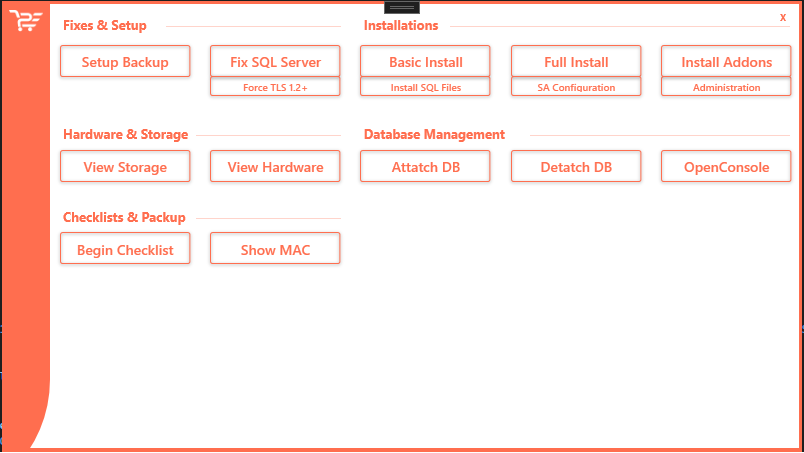 Fixes & Setup
Installations
x
Setup Backup
Fix SQL Server
Basic Install
Full Install
Install Addons
Force TLS 1.2+
Install SQL Files
SA Configuration
Administration
Hardware & Storage
Database Management
View Storage
View Hardware
Attatch DB
Detatch DB
OpenConsole
Checklists & Packup
Begin Checklist
Show MAC